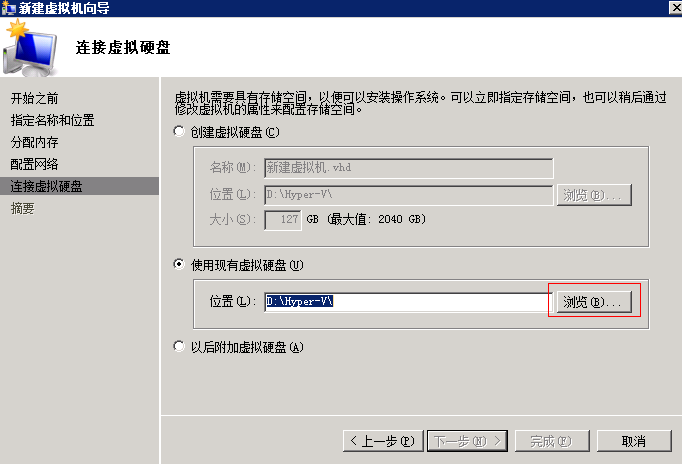 新建虚拟机向导
连接虚拟硬盘
开始之前
指定名称和位置
分配内存
配置网络
连接虚拟硬盘
摘要
虚拟机需要具有存储空间，以便可以安装操作系统。可以立即指定存储空间，也可以稍后通过
修改虚拟机的属性来配置存储空间。
创建虚拟硬盘(C)
名称(M): 新建虚拟机.vhd
位置(L): D:\Hyper-V\ 浏览(B)...
大小(S): 127 GB (最大值: 2040 GB)
使用现有虚拟硬盘(U)
位置(L): D:\Hyper-V\ 浏览(B)...
以后附加虚拟硬盘(A)
< 上一步(P) 下一步(N) > 完成(F) 取消